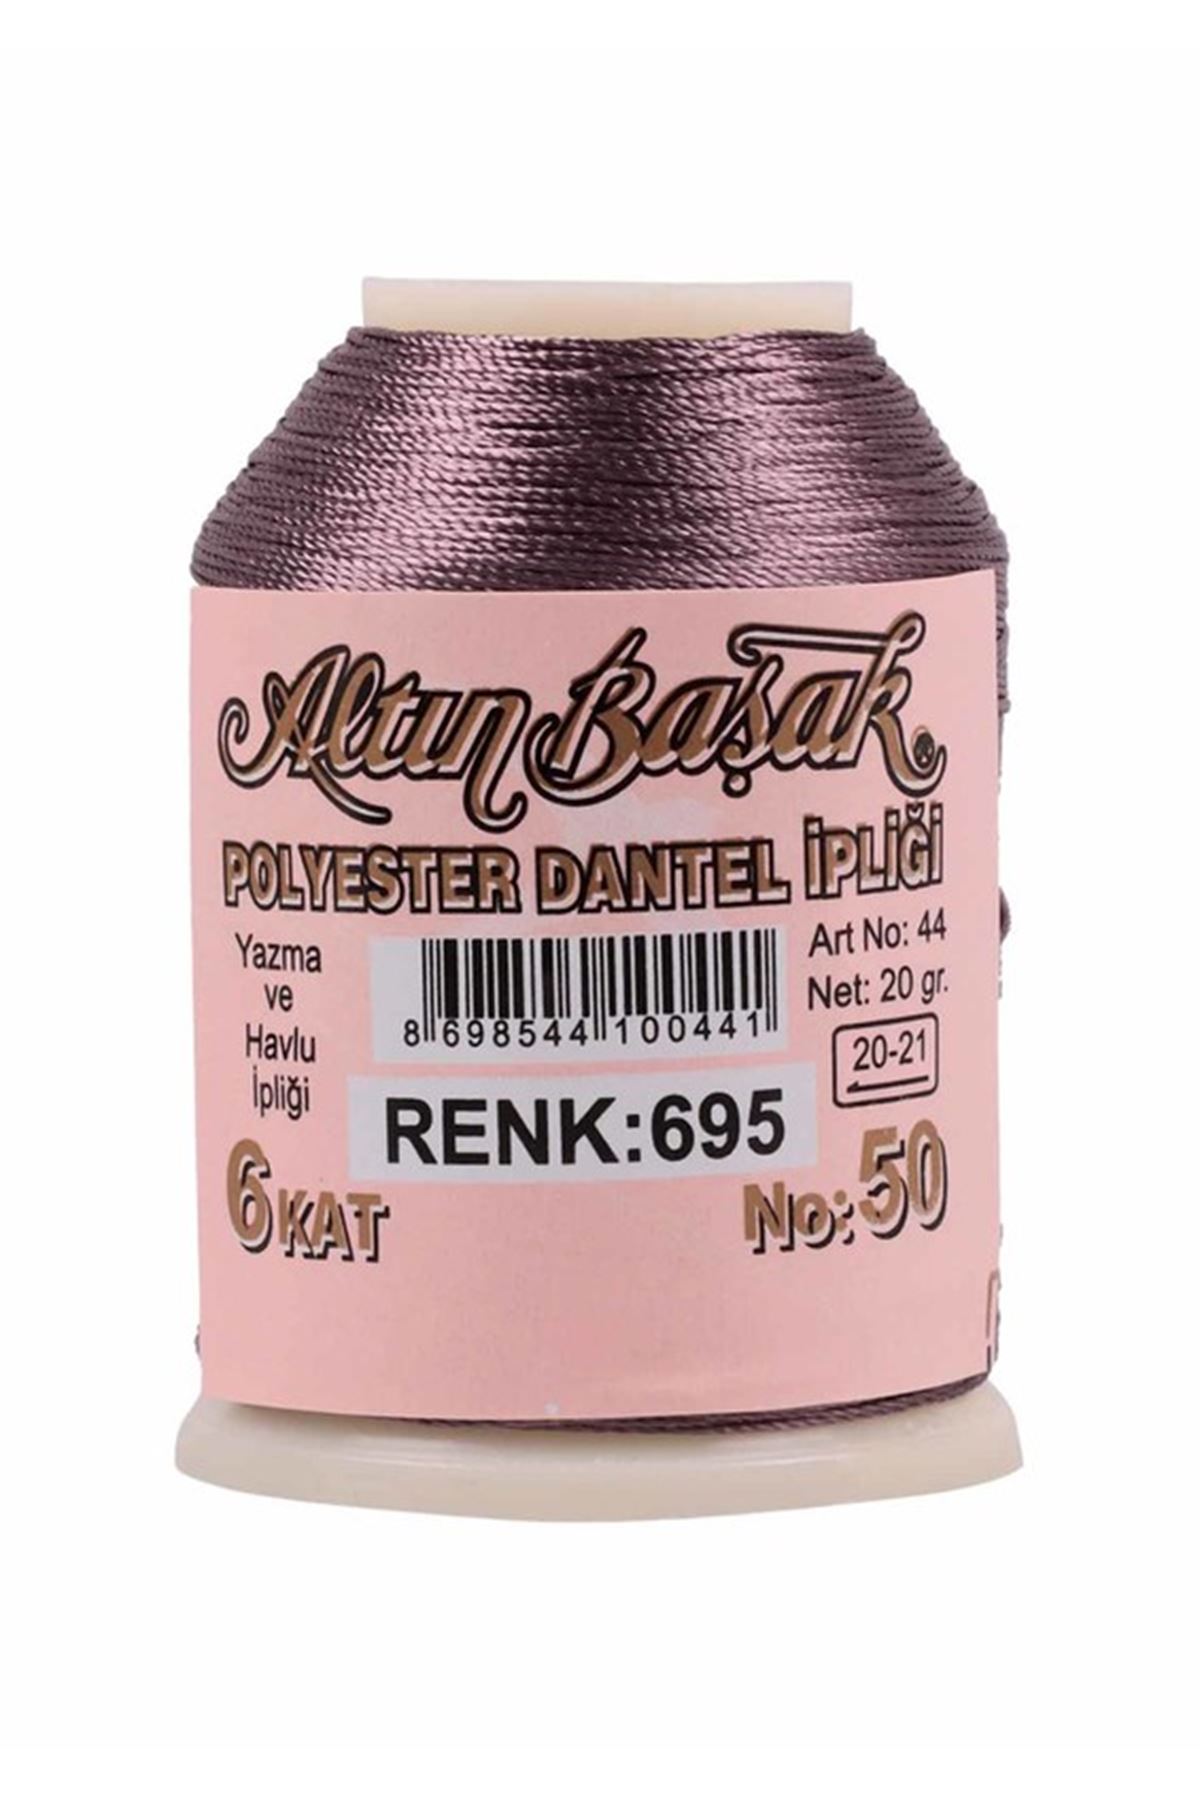 Altın Başak®
POLYESTER DANTEL İPLİĞİ
Yazma
ve
Havlu
İpliği
8 698544 100441
Art No: 44
Net: 20 gr.
20-21
RENK:695
6 KAT
No: 50